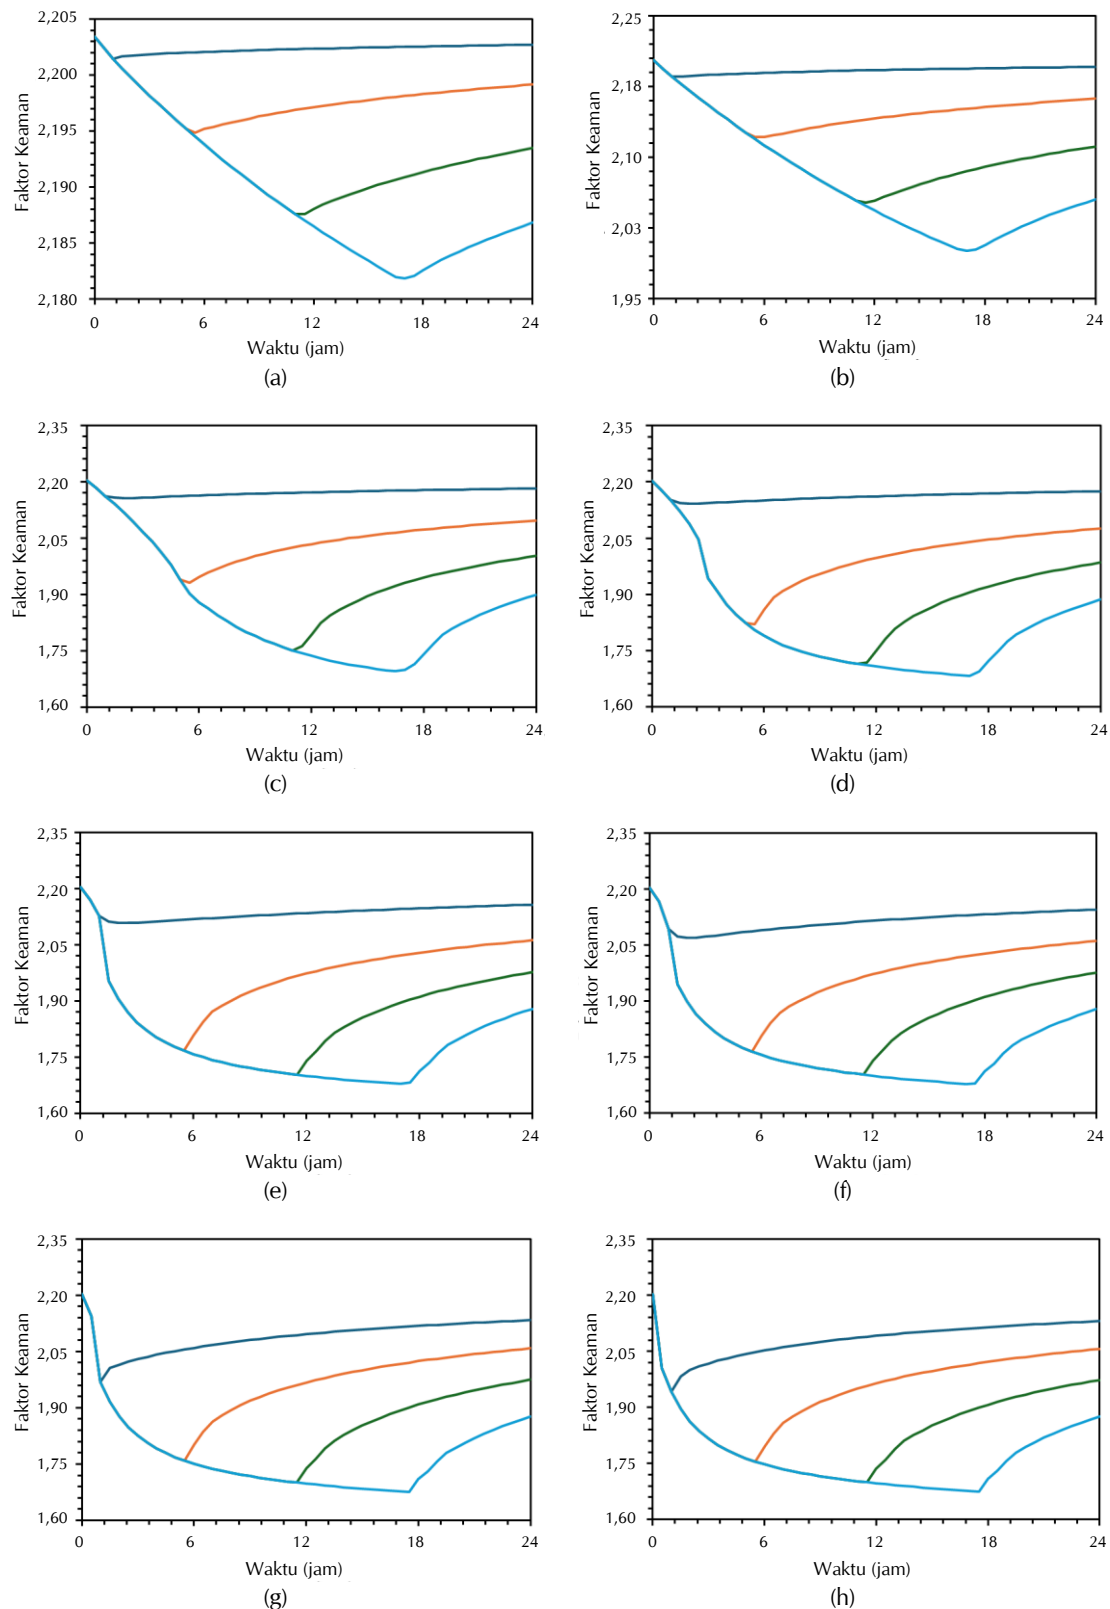 2,205
2,200
2,195
2,190
2,185
2,180
Faktor Keaman
0 6 12 18 24
Waktu (jam)
(a)
2,25
2,18
2,10
2,03
1,95
Faktor Keaman
0 6 12 18 24
Waktu (jam)
(b)
2,35
2,20
2,05
1,90
1,75
1,60
Faktor Keaman
0 6 12 18 24
Waktu (jam)
(c)
2,35
2,20
2,05
1,90
1,75
1,60
Faktor Keaman
0 6 12 18 24
Waktu (jam)
(d)
2,35
2,20
2,05
1,90
1,75
1,60
Faktor Keaman
0 6 12 18 24
Waktu (jam)
(e)
2,35
2,20
2,05
1,90
1,75
1,60
Faktor Keaman
0 6 12 18 24
Waktu (jam)
(f)
2,35
2,20
2,05
1,90
1,75
1,60
Faktor Keaman
0 6 12 18 24
Waktu (jam)
(g)
2,35
2,20
2,05
1,90
1,75
1,60
Faktor Keaman
0 6 12 18 24
Waktu (jam)
(h)